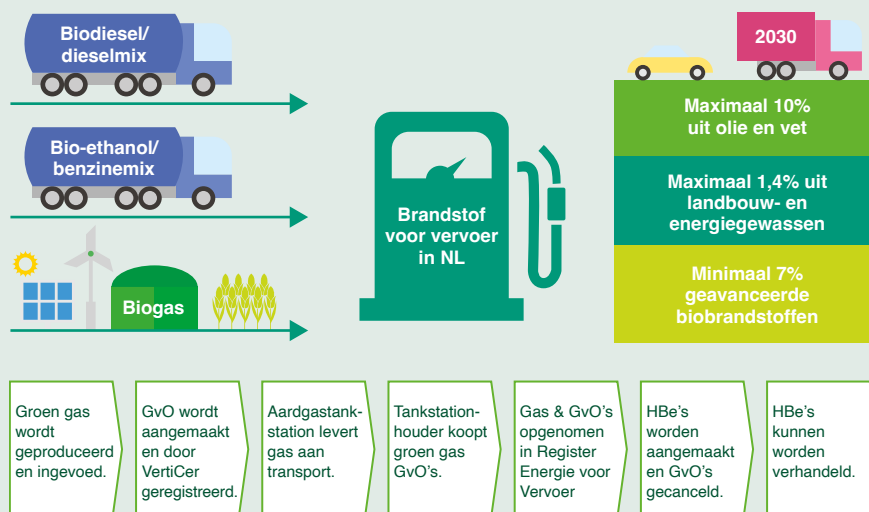 Biodiesel/
dieselmix
Bio-ethanol/
benzinemix
Biogas
Brandstof
voor vervoer
in NL
2030
Maximaal 10%
uit olie en vet
Maximaal 1,4% uit
landbouw- en
energiegewassen
Minimaal 7%
geavanceerde
biobrandstoffen
Groen gas
wordt
geproduceerd
en ingevoed.
GvO wordt
aangemaakt
en door
VertiCer
geregistreerd.
Aardgastank-
station levert
gas aan
transport.
Tankstation-
houder koopt
groen gas
GvO's.
Gas & GvO's
opgenomen
in Register
Energie voor
Vervoer
HBe's
worden
aangemaakt
en GvO's
gecanceld.
HBe's
kunnen
worden
verhandeld.